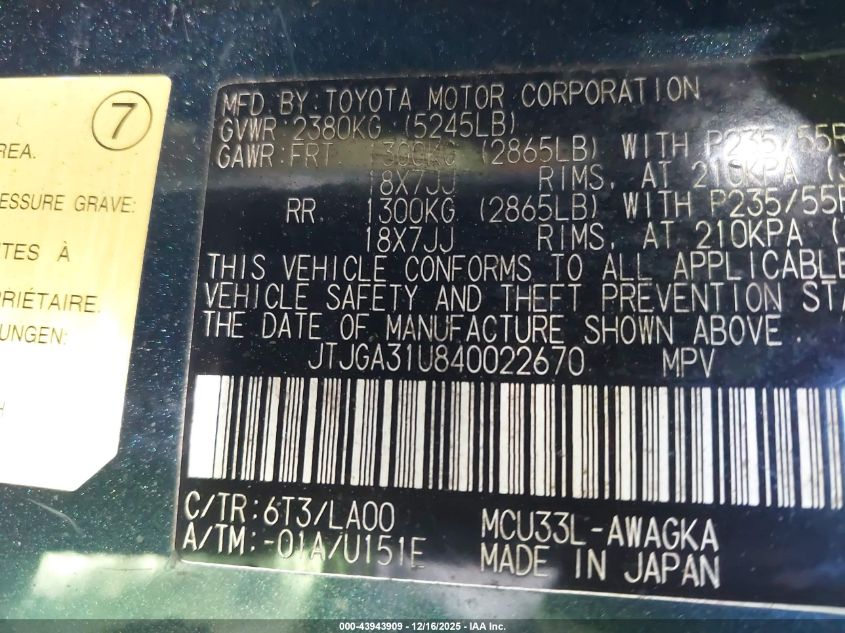 7
REA.
ESSURE GRAVE:
TES À
PRIÉTAIRE.
UNGEN:
H
MFD. BY: TOYOTA MOTOR CORPORATION
GVWR 2380KG (5245LB)
GAWR: FRT 1300KG (2865LB) WITH P235/55R
18X7JJ RIMS, AT 210KPA (
RR 1300KG (2865LB) WITH P235/55R
18X7JJ RIMS, AT 210KPA (
THIS VEHICLE CONFORMS TO ALL APPLICABLE
VEHICLE SAFETY AND THEFT PREVENTION STA
THE DATE OF MANUFACTURE SHOWN ABOVE.
JTJGA31U840022670 MPV
C/TR: 6T3/LA00 MCU33L-AWAGKA
A/TM: -01A/U151E MADE IN JAPAN
000-43943909 - 12/16/2025 - IAA Inc.